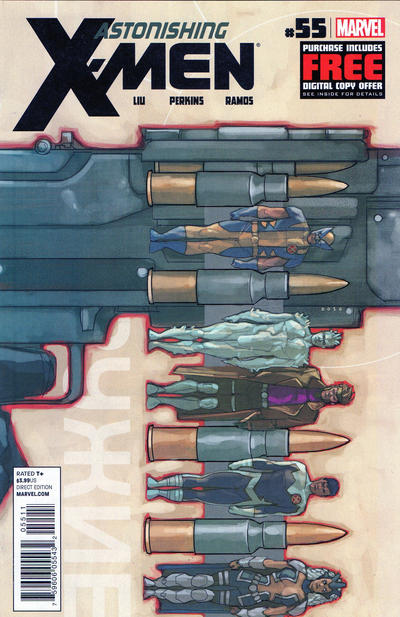 ASTONISHING
X-MEN
LIU PERKINS RAMOS
#55 MARVEL
PURCHASE INCLUDES
FREE
DIGITAL COPY OFFER
SEE INSIDE FOR DETAILS
RATED T+
$3.99US
DIRECT EDITION
MARVEL.COM
05511